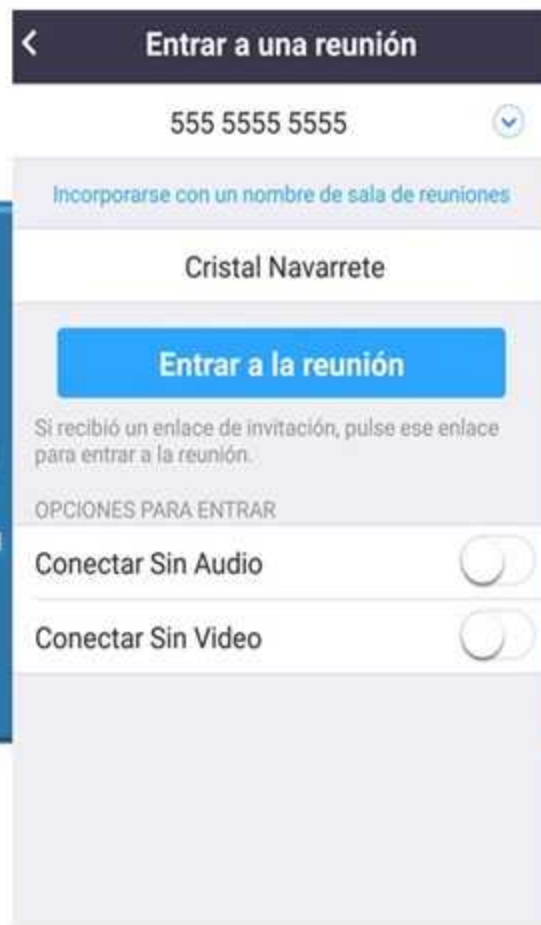 Entrar a una reunión
555 5555 5555
Incorporarse con un nombre de sala de reuniones
Cristal Navarrete
Entrar a la reunión
Si recibió un enlace de invitación, pulse ese enlace
para entrar a la reunión.
OPCIONES PARA ENTRAR
Conectar Sin Audio
Conectar Sin Video